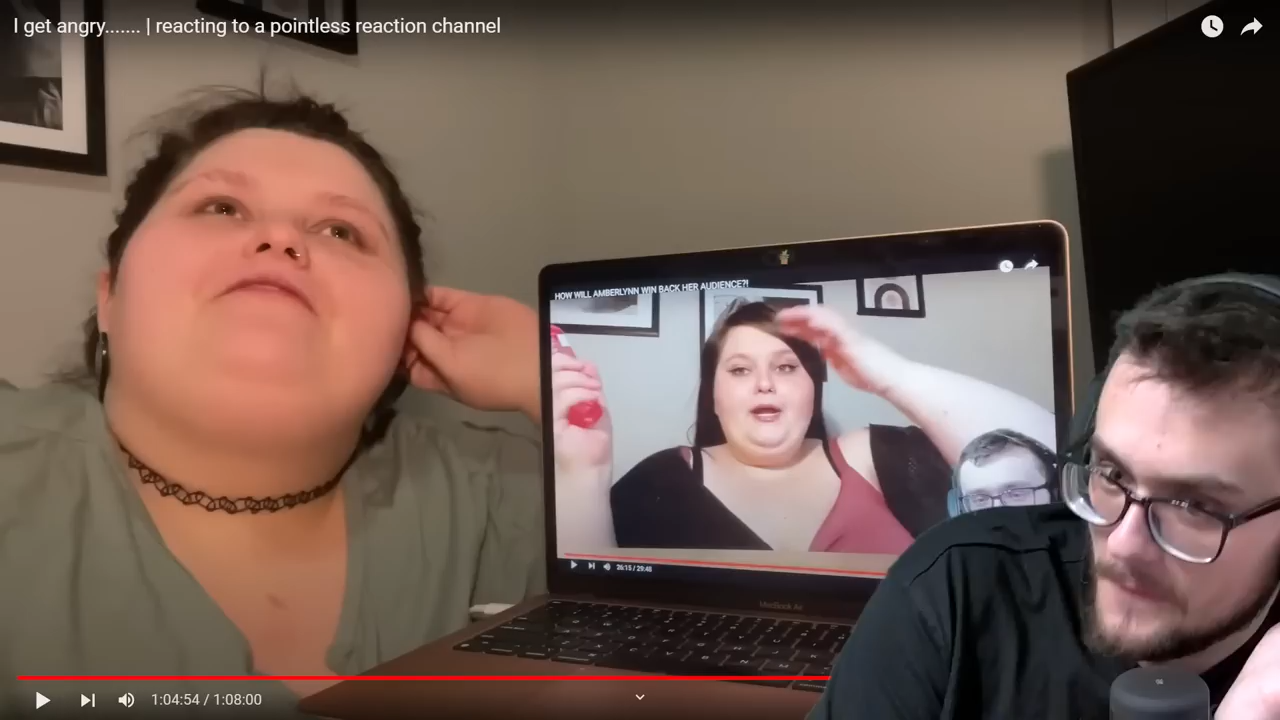 I get angry....... | reacting to a pointless reaction channel
HOW WILL AMBERLYNN WIN BACK HER AUDIENCE?!
26:15 / 29:48
MacBook Air
1:04:54 / 1:08:00